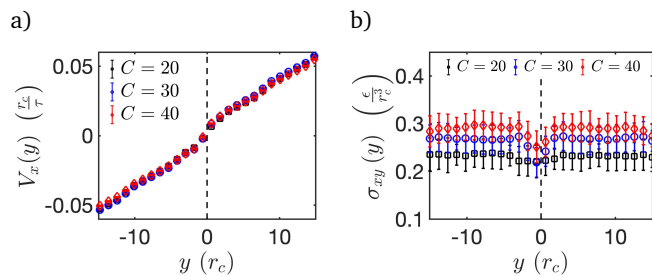 a)
b)
0.05
0
-0.05
V_x(y) (r_c/τ)
C = 20
C = 30
C = 40
-10 0 10
y (r_c)
0.4
0.3
0.2
0.1
σ_xy (y) (ϵ/r_c^3)
C = 20 C = 30 C = 40
-10 0 10
y (r_c)